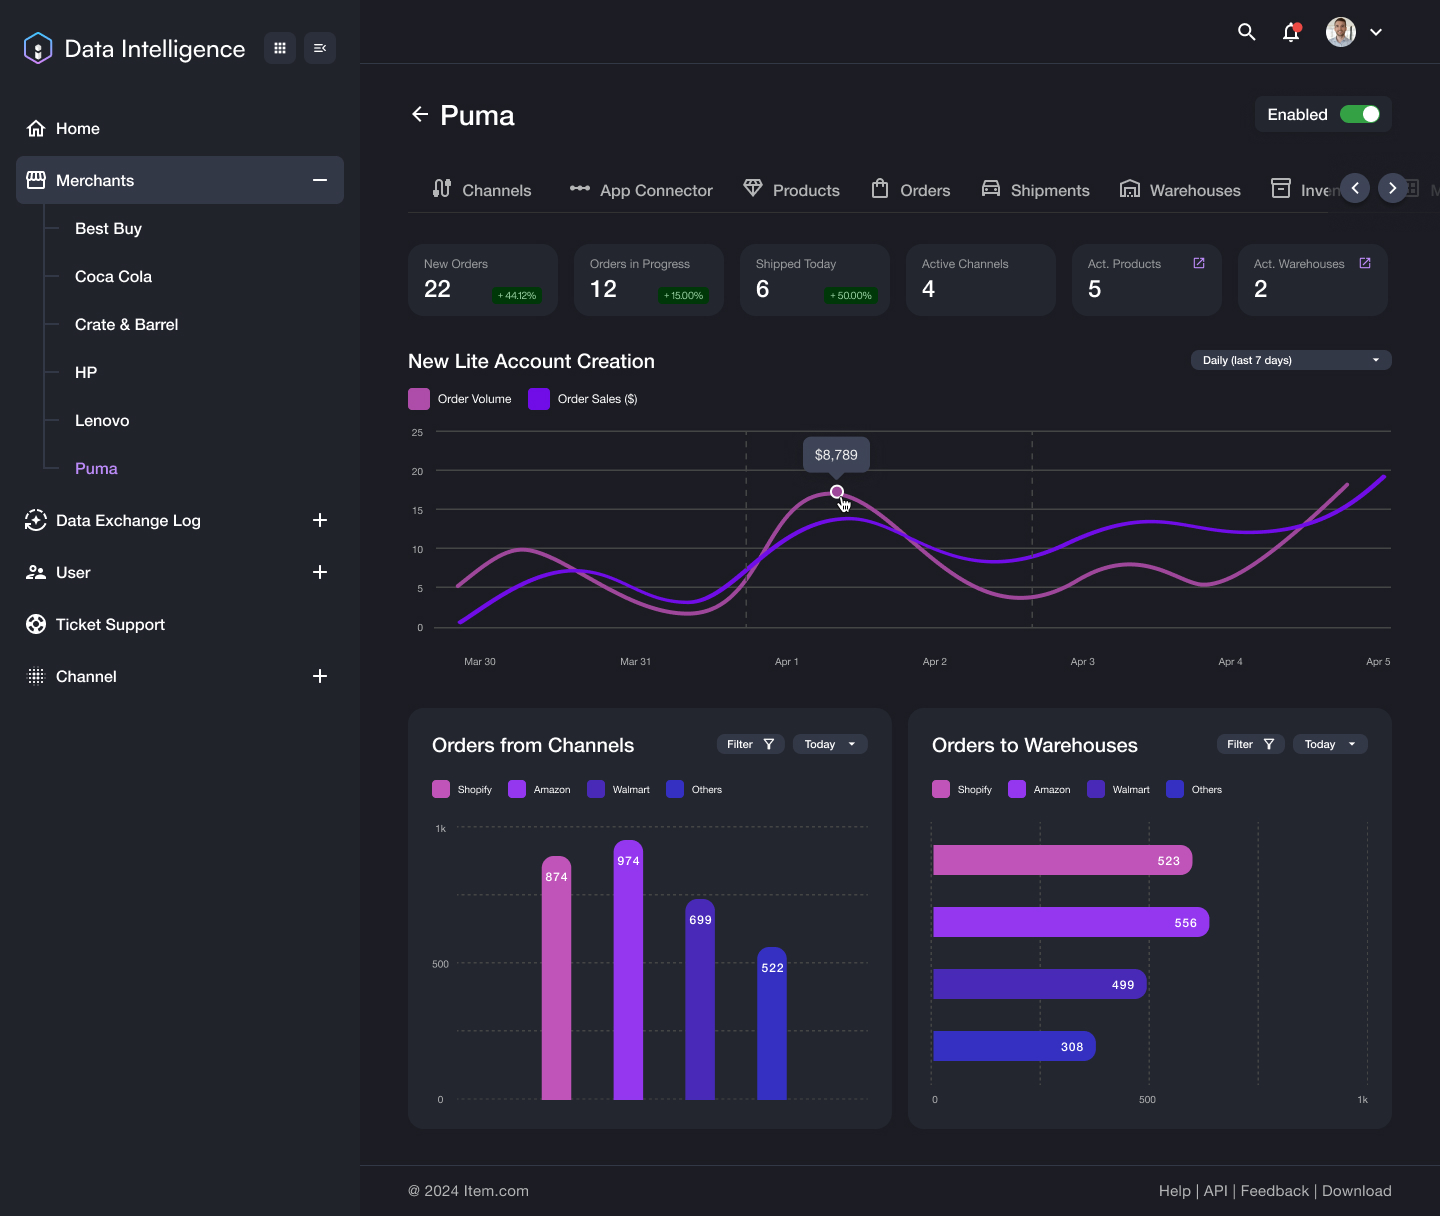 Data Intelligence
Home
Merchants
Best Buy
Coca Cola
Crate & Barrel
HP
Lenovo
Puma
Data Exchange Log
User
Ticket Support
Channel
Puma
Enabled
Channels
App Connector
Products
Orders
Shipments
Warehouses
Inven
M
New Orders
22
+ 44.12%
Orders in Progress
12
+ 15.00%
Shipped Today
6
+ 50.00%
Active Channels
4
Act. Products
5
Act. Warehouses
2
New Lite Account Creation
Daily (last 7 days)
Order Volume
Order Sales ($)
25
20
15
10
5
0
$8,789
Mar 30
Mar 31
Apr 1
Apr 2
Apr 3
Apr 4
Apr 5
Orders from Channels
Filter
Today
Shopify
Amazon
Walmart
Others
1k
500
0
874
974
699
522
Orders to Warehouses
Filter
Today
Shopify
Amazon
Walmart
Others
523
556
499
308
0
500
1k
@ 2024 Item.com
Help | API | Feedback | Download